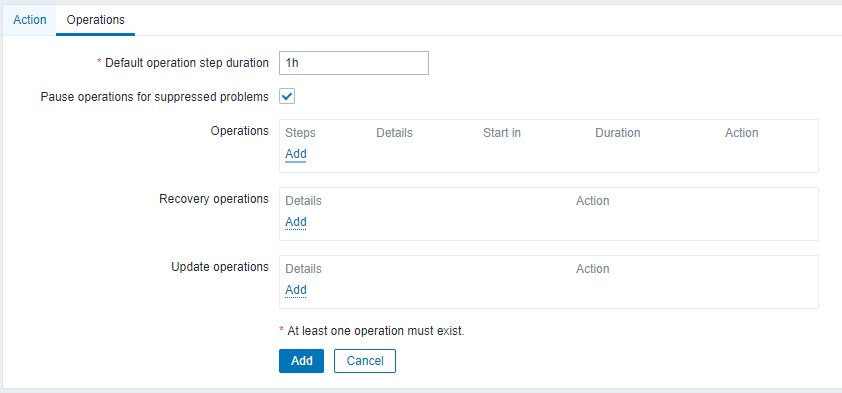 Action Operations
* Default operation step duration 1h
Pause operations for suppressed problems
Operations Steps Details Start in Duration Action
Add
Recovery operations Details Action
Add
Update operations Details Action
Add
* At least one operation must exist.
Add Cancel